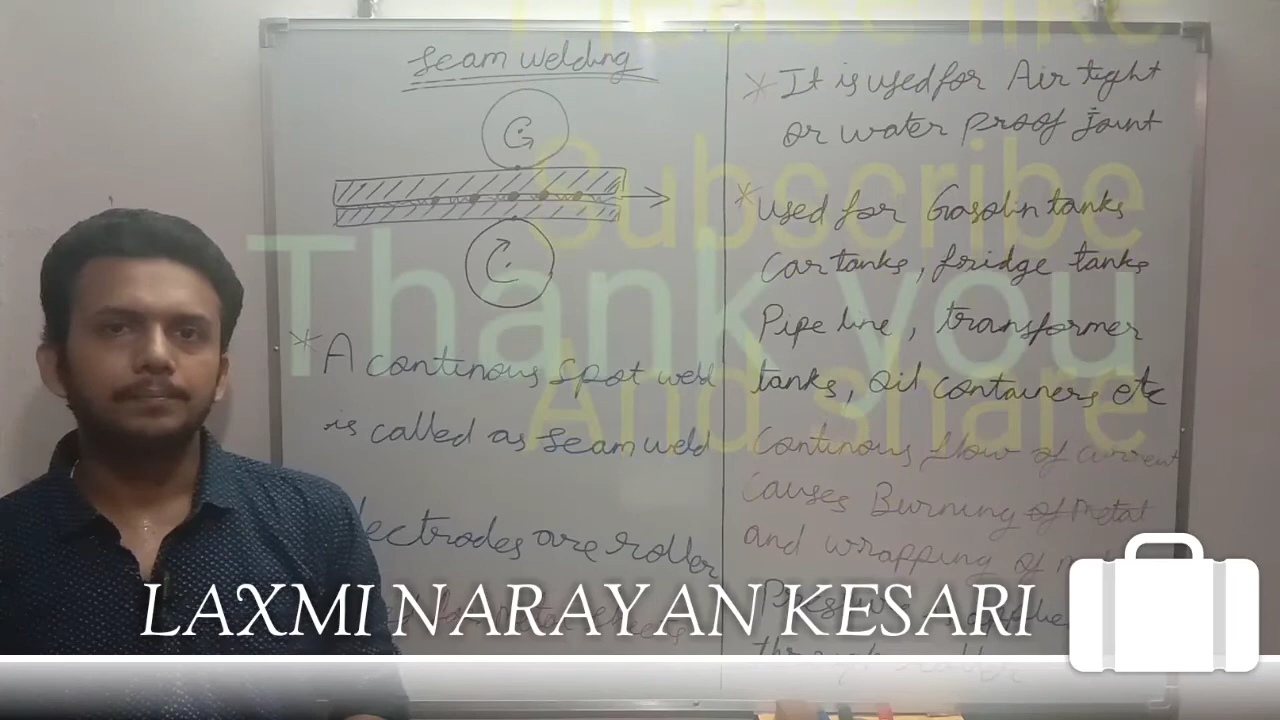 Seam welding
G
* A continous spot weld
is called as seam weld
lectrodes are roller
* It is used for Air tight
or water proof joint
* used for Gasolin tanks
car tanks, fridge tanks
Pipe line, transformer
tanks, oil containers etc
Continous flow of current
causes Burning of Metal
and wrapping of
Please like
Subscribe
Thank you
And share
LAXMI NARAYAN KESARI